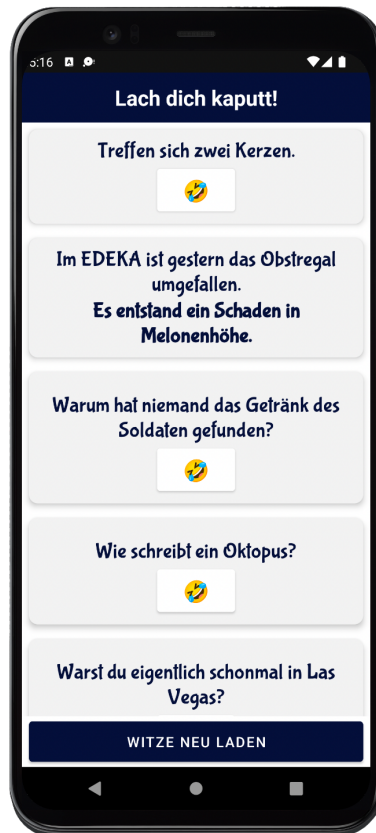 5:16
Lach dich kaputt!
Treffen sich zwei Kerzen.
Im EDEKA ist gestern das Obstregal
umgefallen.
Es entstand ein Schaden in
Melonenhöhe.
Warum hat niemand das Getränk des
Soldaten gefunden?
Wie schreibt ein Oktopus?
Warst du eigentlich schonmal in Las
Vegas?
WITZE NEU LADEN